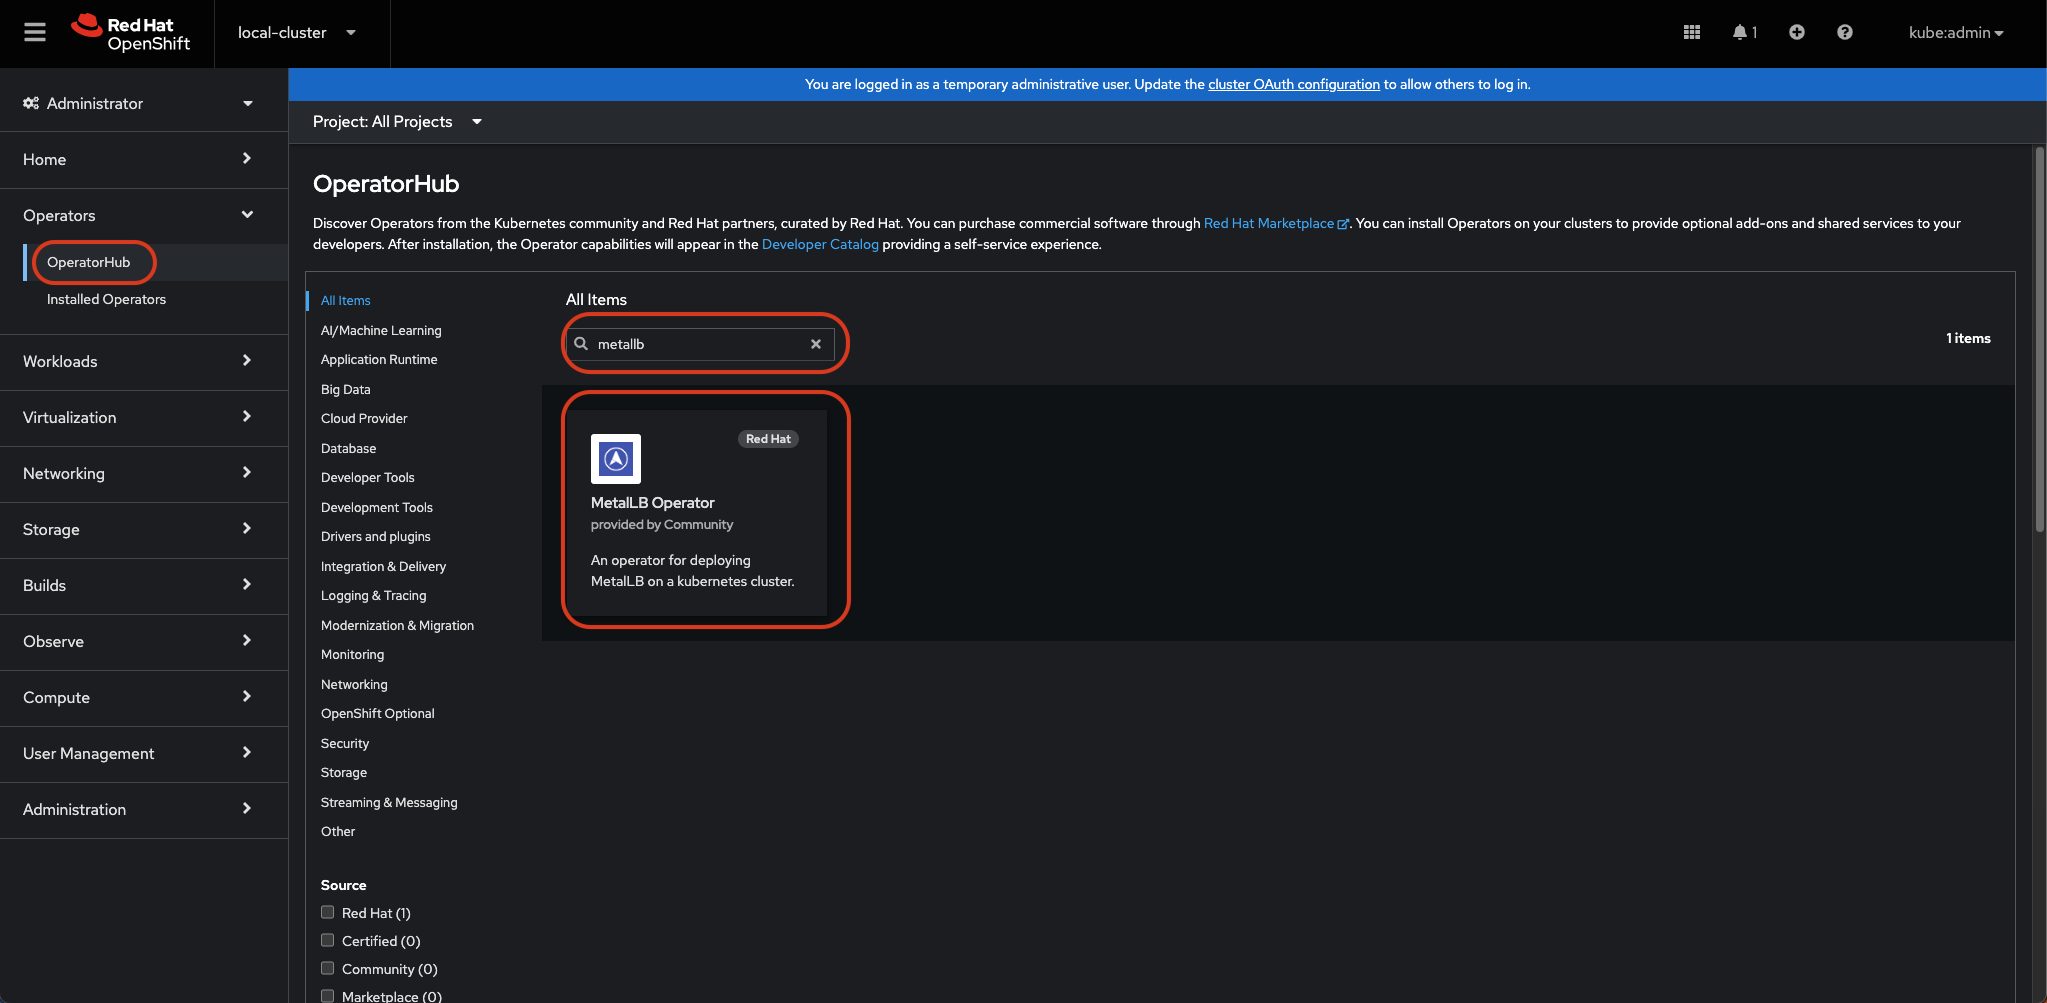 Red Hat
OpenShift
local-cluster
1
kube:admin
Administrator
Home
Operators
OperatorHub
Installed Operators
Workloads
Virtualization
Networking
Storage
Builds
Observe
Compute
User Management
Administration
You are logged in as a temporary administrative user. Update the cluster OAuth configuration to allow others to log in.
Project: All Projects
OperatorHub
Discover Operators from the Kubernetes community and Red Hat partners, curated by Red Hat. You can purchase commercial software through Red Hat Marketplace. You can install Operators on your clusters to provide optional add-ons and shared services to your
developers. After installation, the Operator capabilities will appear in the Developer Catalog providing a self-service experience.
All Items
AI/Machine Learning
Application Runtime
Big Data
Cloud Provider
Database
Developer Tools
Development Tools
Drivers and plugins
Integration & Delivery
Logging & Tracing
Modernization & Migration
Monitoring
Networking
OpenShift Optional
Security
Storage
Streaming & Messaging
Other
Source
Red Hat (1)
Certified (0)
Community (0)
Marketplace (0)
All Items
metallb
1 items
Red Hat
MetalLB Operator
provided by Community
An operator for deploying
MetalLB on a kubernetes cluster.